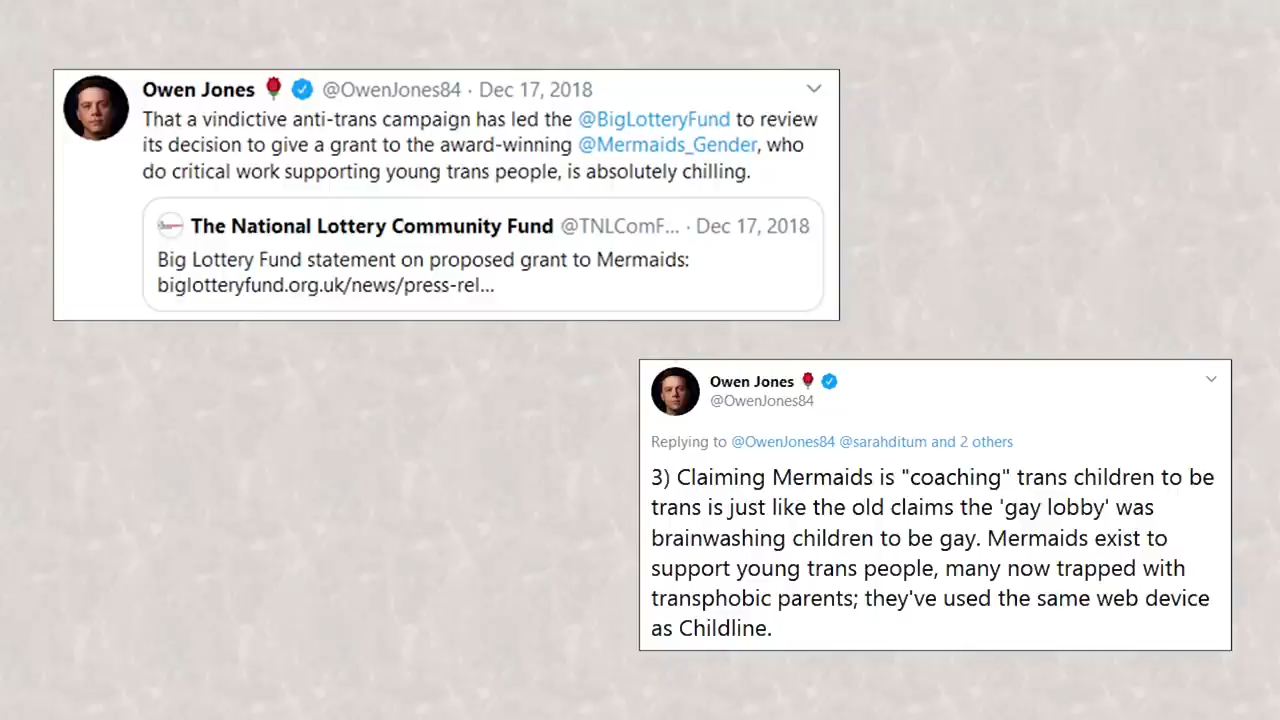 Owen Jones 🌹 @OwenJones84 · Dec 17, 2018
That a vindictive anti-trans campaign has led the @BigLotteryFund to review
its decision to give a grant to the award-winning @Mermaids_Gender, who
do critical work supporting young trans people, is absolutely chilling.
The National Lottery Community Fund @TNLComF... · Dec 17, 2018
Big Lottery Fund statement on proposed grant to Mermaids:
biglotteryfund.org.uk/news/press-rel...
Owen Jones 🌹
@OwenJones84
Replying to @OwenJones84 @sarahditum and 2 others
3) Claiming Mermaids is "coaching" trans children to be
trans is just like the old claims the 'gay lobby' was
brainwashing children to be gay. Mermaids exist to
support young trans people, many now trapped with
transphobic parents; they've used the same web device
as Childline.